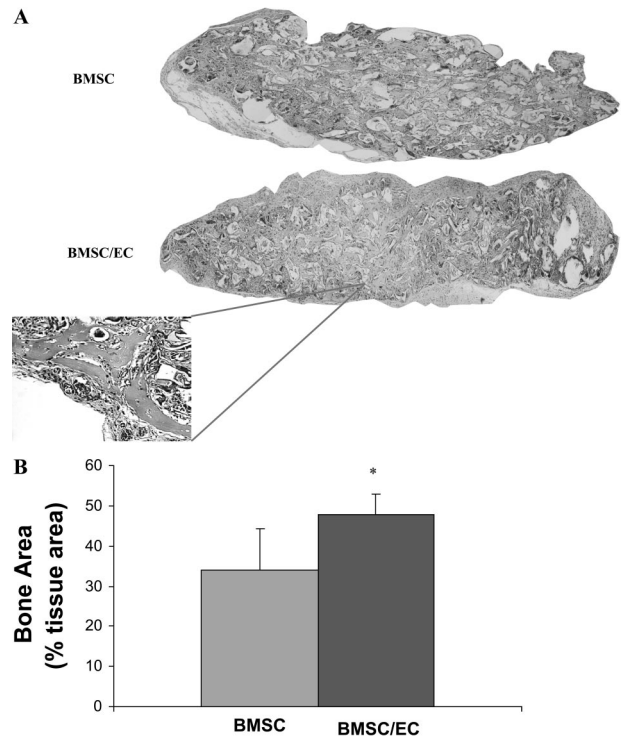 A
BMSC
BMSC/EC
B
Bone Area
(% tissue area)
60
50
40
30
20
10
0
*
BMSC
BMSC/EC